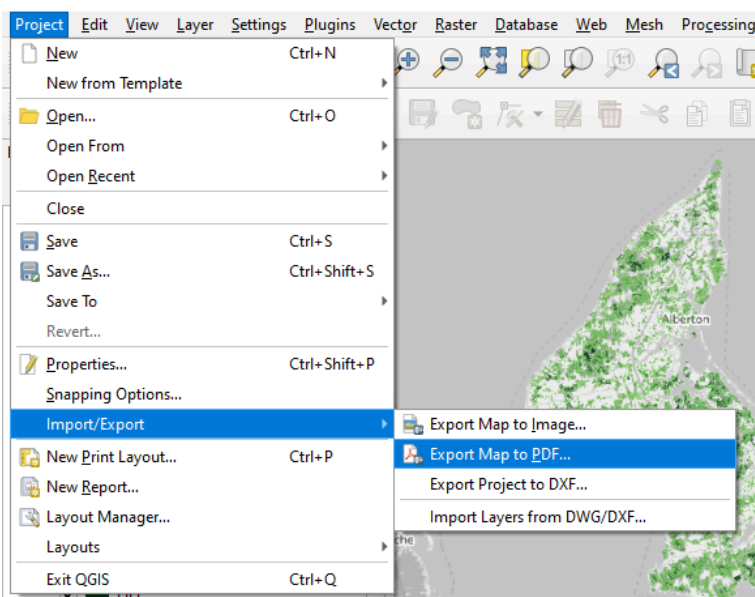 Project Edit View Layer Settings Plugins Vector Raster Database Web Mesh Processing
New Ctrl+N
New from Template
Open... Ctrl+O
Open From
Open Recent
Close
Save Ctrl+S
Save As... Ctrl+Shift+S
Save To
Revert...
Properties... Ctrl+Shift+P
Snapping Options...
Import/Export
New Print Layout... Ctrl+P
New Report...
Layout Manager...
Layouts
Exit QGIS Ctrl+Q
Export Map to Image...
Export Map to PDF...
Export Project to DXF...
Import Layers from DWG/DXF...
1:1
Alberton